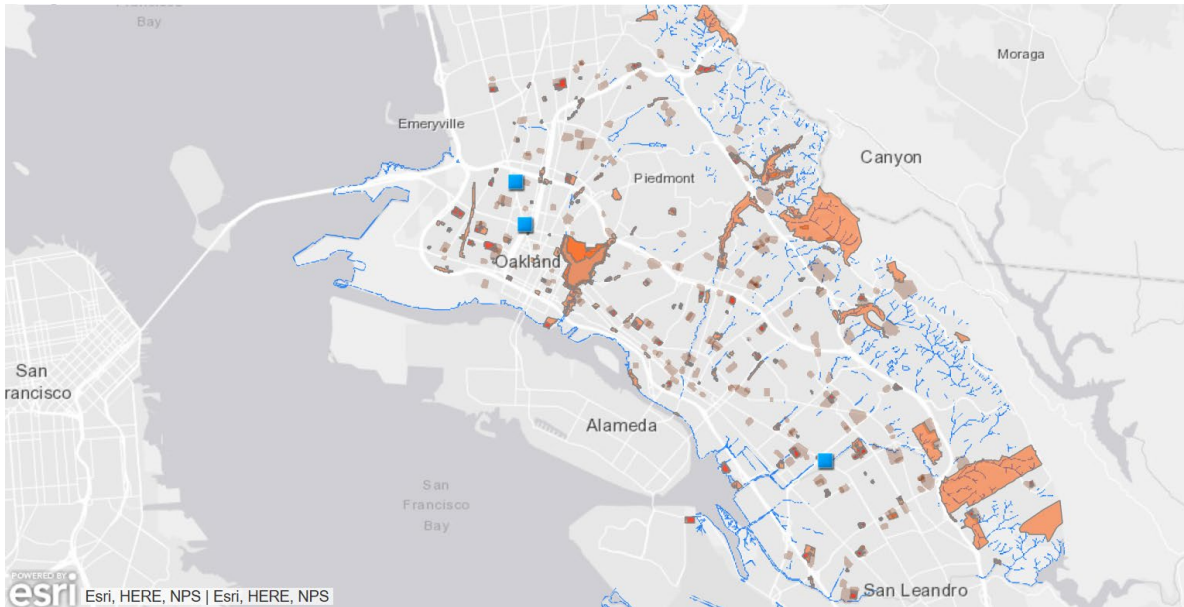 Bay
Moraga
Emeryville
Canyon
Piedmont
Oakland
San
rancisco
Alameda
San
Francisco
Bay
San Leandro
POWERED BY
esri
Esri, HERE, NPS | Esri, HERE, NPS